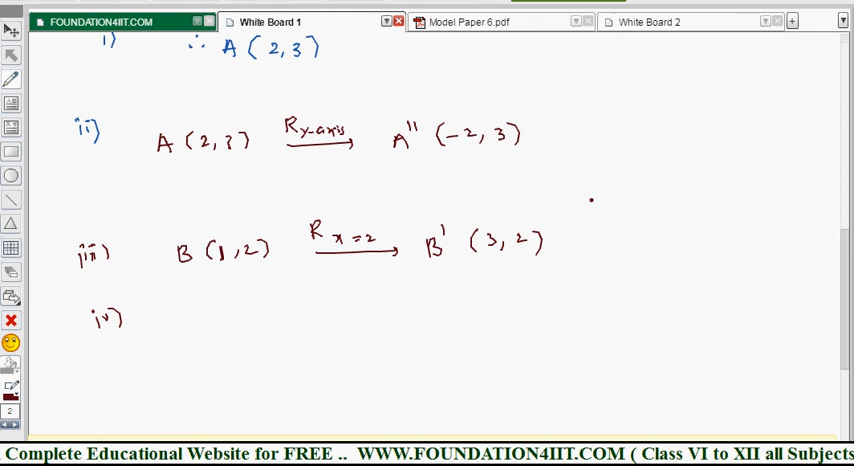 FOUNDATION4IIT.COM White Board 1 Model Paper 6.pdf White Board 2
i) ∴ A (2,3)
ii) A (2,3) R y-axis → A" (-2,3)
iii) B (1,2) R x=2 → B' (3,2)
iv)
2
Complete Educational Website for FREE .. WWW.FOUNDATION4IIT.COM ( Class VI to XII all Subjects